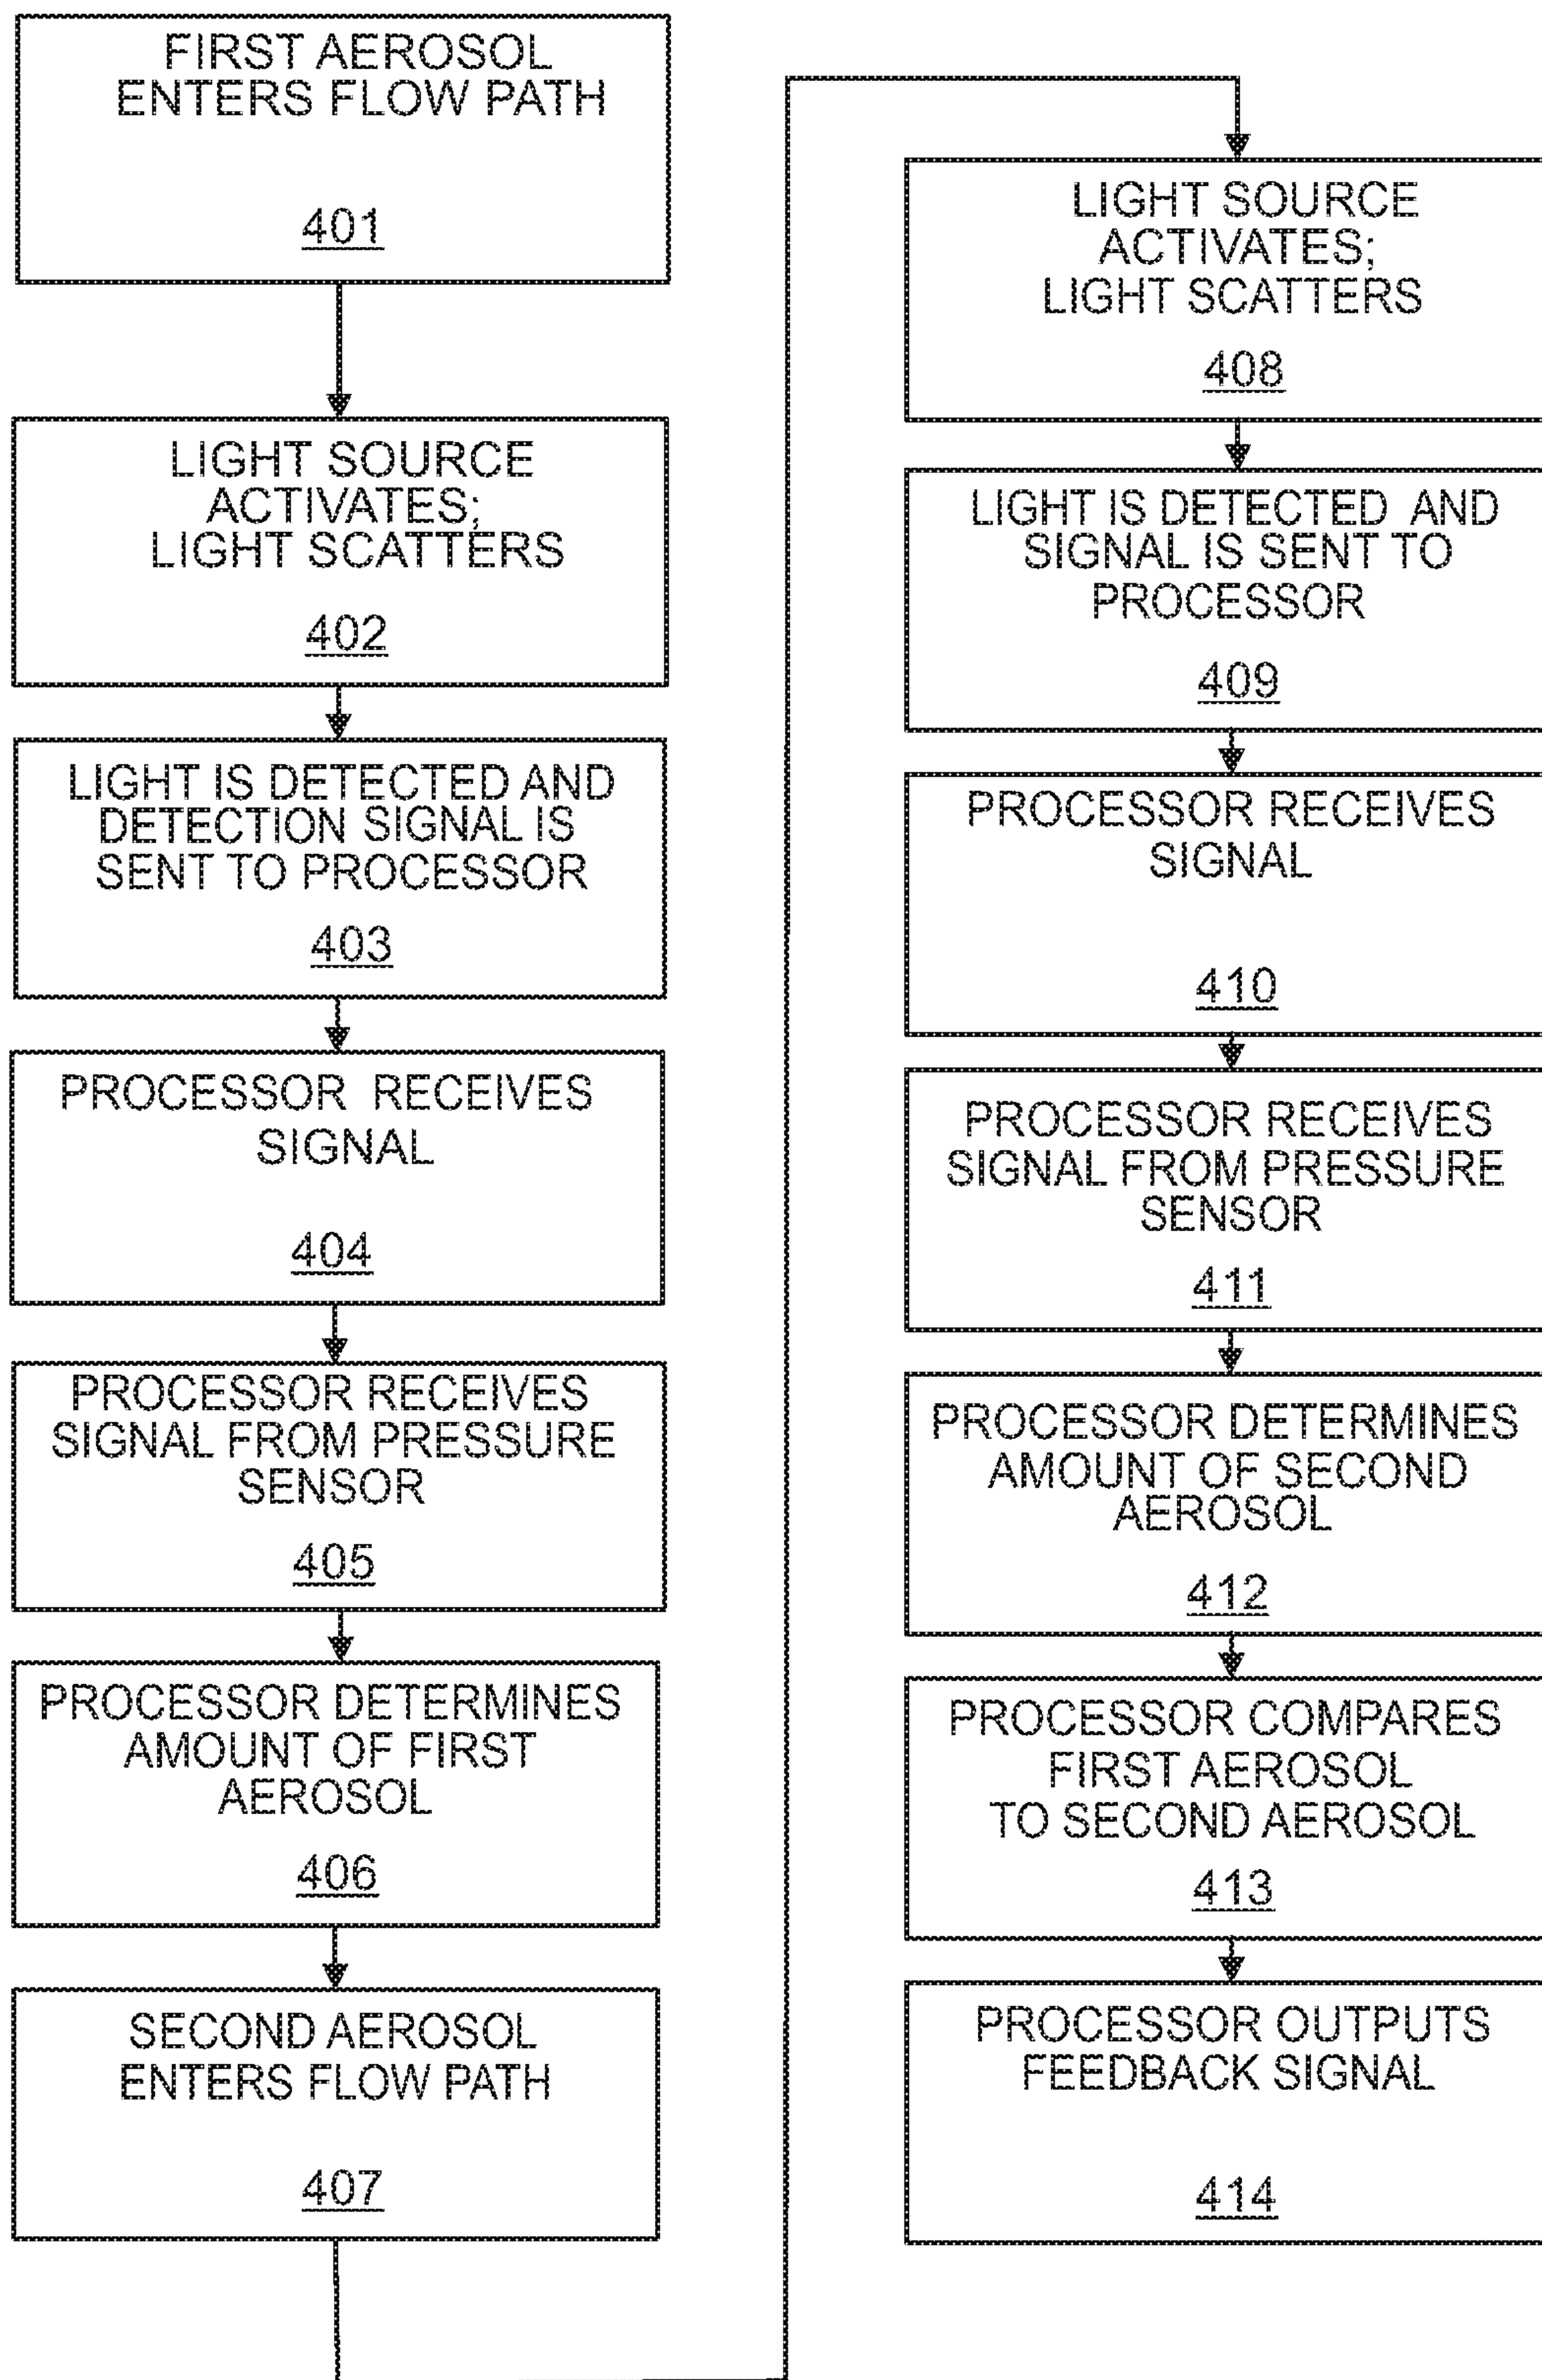 FIRST AEROSOL
ENTERS FLOW PATH
401
LIGHT SOURCE
ACTIVATES;
LIGHT SCATTERS
402
LIGHT IS DETECTED AND
DETECTION SIGNAL IS
SENT TO PROCESSOR
403
PROCESSOR RECEIVES
SIGNAL
404
PROCESSOR RECEIVES
SIGNAL FROM PRESSURE
SENSOR
405
PROCESSOR DETERMINES
AMOUNT OF FIRST
AEROSOL
406
SECOND AEROSOL
ENTERS FLOW PATH
407
LIGHT SOURCE
ACTIVATES;
LIGHT SCATTERS
408
LIGHT IS DETECTED AND
SIGNAL IS SENT TO
PROCESSOR
409
PROCESSOR RECEIVES
SIGNAL
410
PROCESSOR RECEIVES
SIGNAL FROM PRESSURE
SENSOR
411
PROCESSOR DETERMINES
AMOUNT OF SECOND
AEROSOL
412
PROCESSOR COMPARES
FIRST AEROSOL
TO SECOND AEROSOL
413
PROCESSOR OUTPUTS
FEEDBACK SIGNAL
414